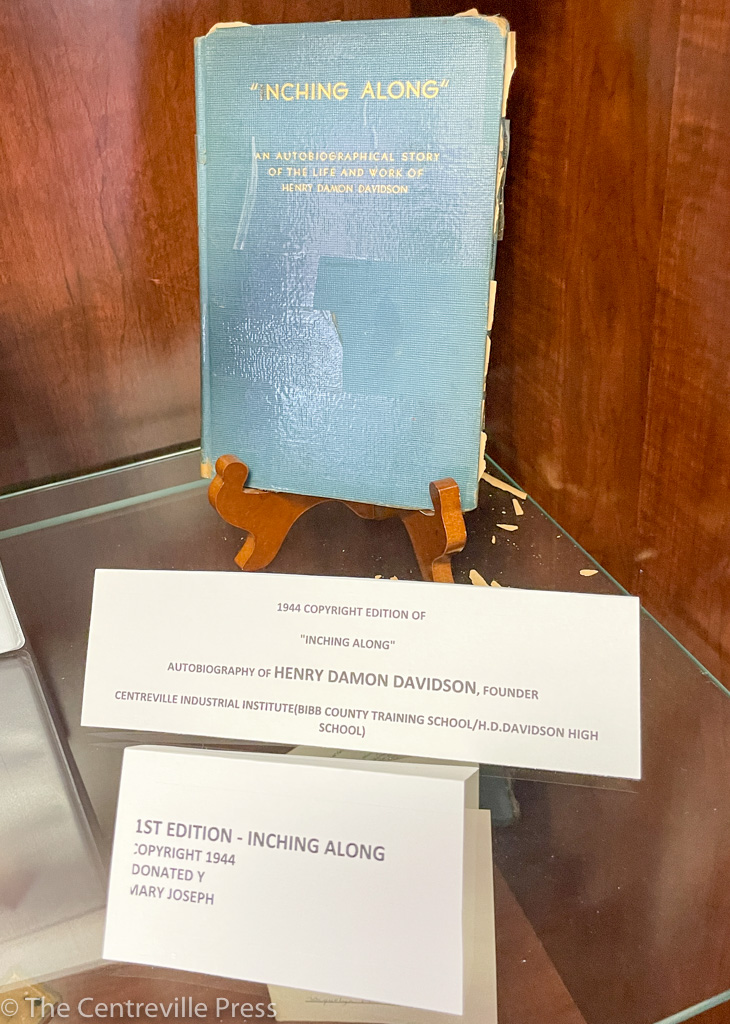 "INCHING ALONG"
AN AUTOBIOGRAPHICAL STORY
OF THE LIFE AND WORK OF
HENRY DAMON DAVIDSON
1944 COPYRIGHT EDITION OF
"INCHING ALONG"
AUTOBIOGRAPHY OF HENRY DAMON DAVIDSON, FOUNDER
CENTREVILLE INDUSTRIAL INSTITUTE(BIBB COUNTY TRAINING SCHOOL/H.D.DAVIDSON HIGH
SCHOOL)
1ST EDITION - INCHING ALONG
COPYRIGHT 1944
DONATED Y
MARY JOSEPH
© The Centreville Press